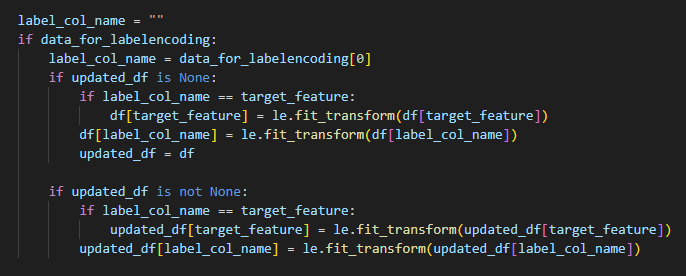 label_col_name = ""
if data_for_labelencoding:
    label_col_name = data_for_labelencoding[0]
    if updated_df is None:
        if label_col_name == target_feature:
            df[target_feature] = le.fit_transform(df[target_feature])
        df[label_col_name] = le.fit_transform(df[label_col_name])
        updated_df = df

    if updated_df is not None:
        if label_col_name == target_feature:
            updated_df[target_feature] = le.fit_transform(updated_df[target_feature])
        updated_df[label_col_name] = le.fit_transform(updated_df[label_col_name])